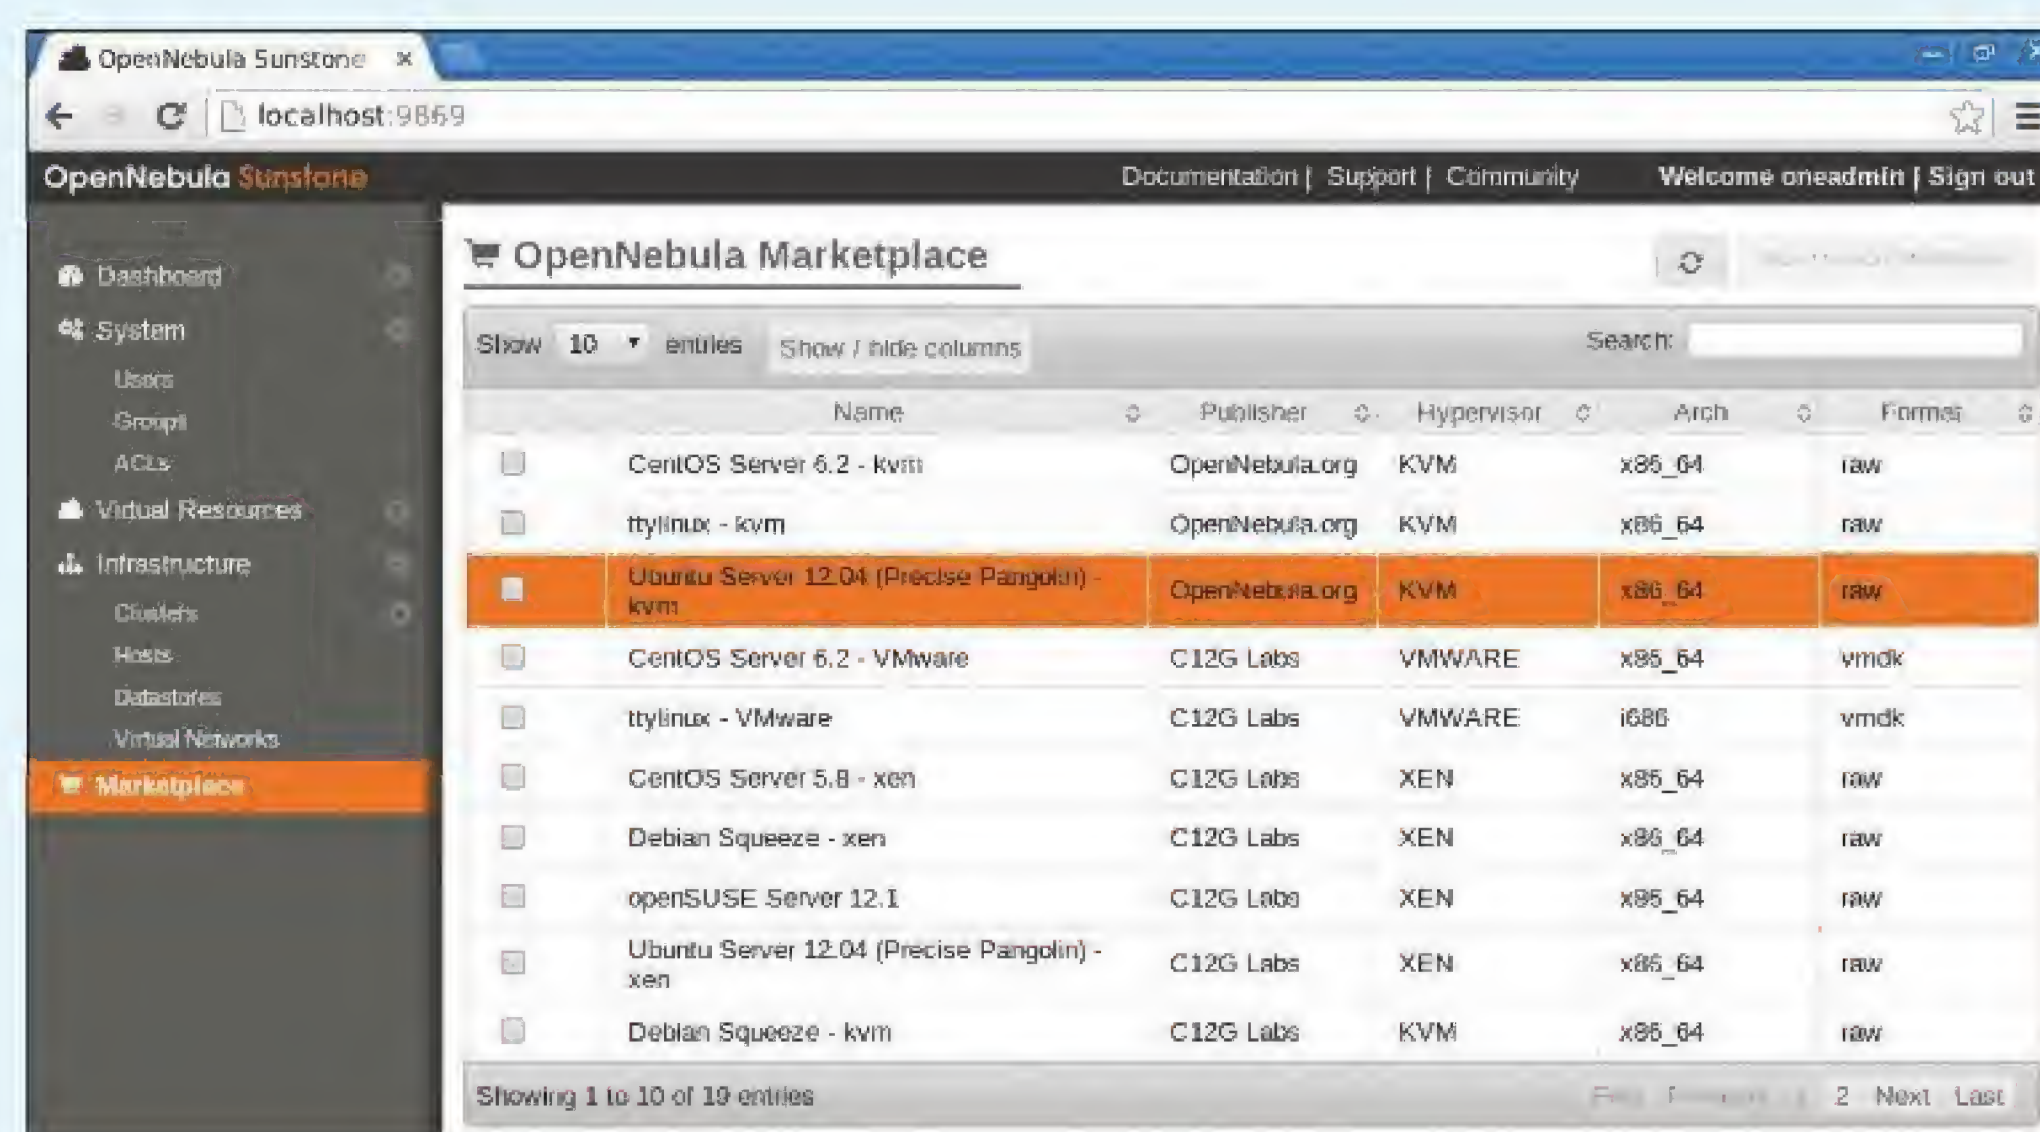 OpenNebula Sunstone ×
localhost:9869
OpenNebula Sunstone Documentation | Support | Community Welcome oneadmin | Sign out
Dashboard
System
Users
Groups
ACLs
Virtual Resources
Infrastructure
Clusters
Hosts
Datastores
Virtual Networks
Marketplace
OpenNebula Marketplace
Show 10 entries Show / hide columns Search:
Name Publisher Hypervisor Arch Format
CentOS Server 6.2 - kvm OpenNebula.org KVM x86_64 raw
ttylinux - kvm OpenNebula.org KVM x86_64 raw
Ubuntu Server 12.04 (Precise Pangolin) -
kvm OpenNebula.org KVM x86_64 raw
CentOS Server 6.2 - VMware C12G Labs VMWARE x86_64 vmdk
ttylinux - VMware C12G Labs VMWARE i686 vmdk
CentOS Server 5.8 - xen C12G Labs XEN x86_64 raw
Debian Squeeze - xen C12G Labs XEN x86_64 raw
openSUSE Server 12.1 C12G Labs XEN x86_64 raw
Ubuntu Server 12.04 (Precise Pangolin) -
xen C12G Labs XEN x86_64 raw
Debian Squeeze - kvm C12G Labs KVM x86_64 raw
Showing 1 to 10 of 19 entries 2 Next Last